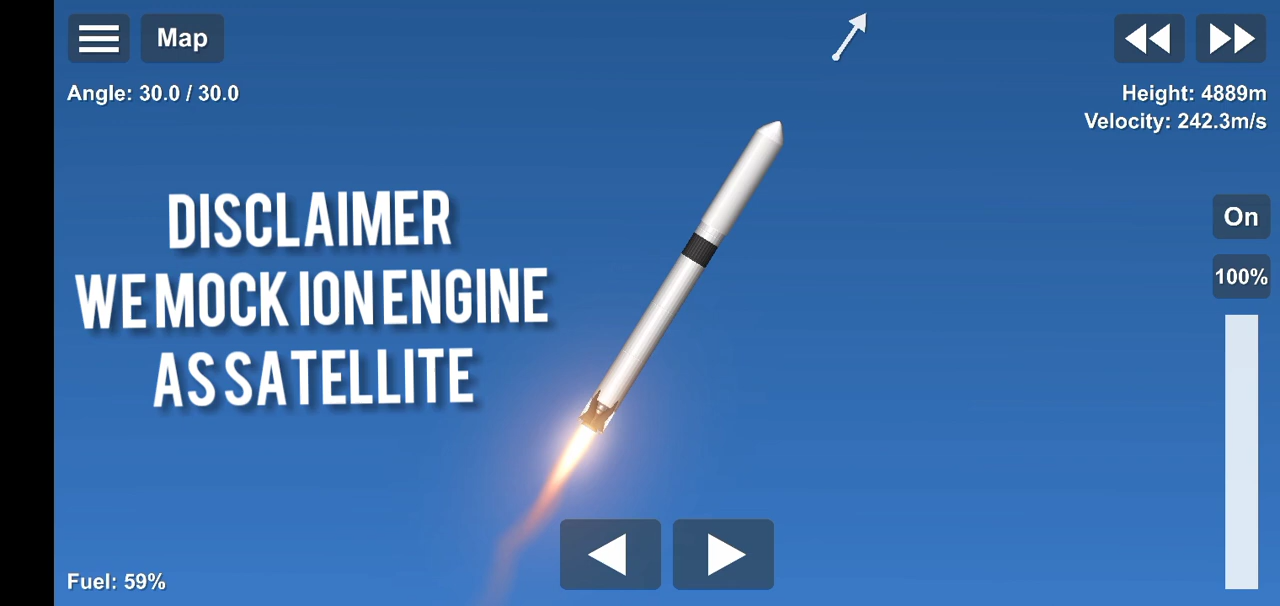 Map
Angle: 30.0 / 30.0
Height: 4889m
Velocity: 242.3m/s
DISCLAIMER
WE MOCK ION ENGINE
AS SATELLITE
On
100%
Fuel: 59%